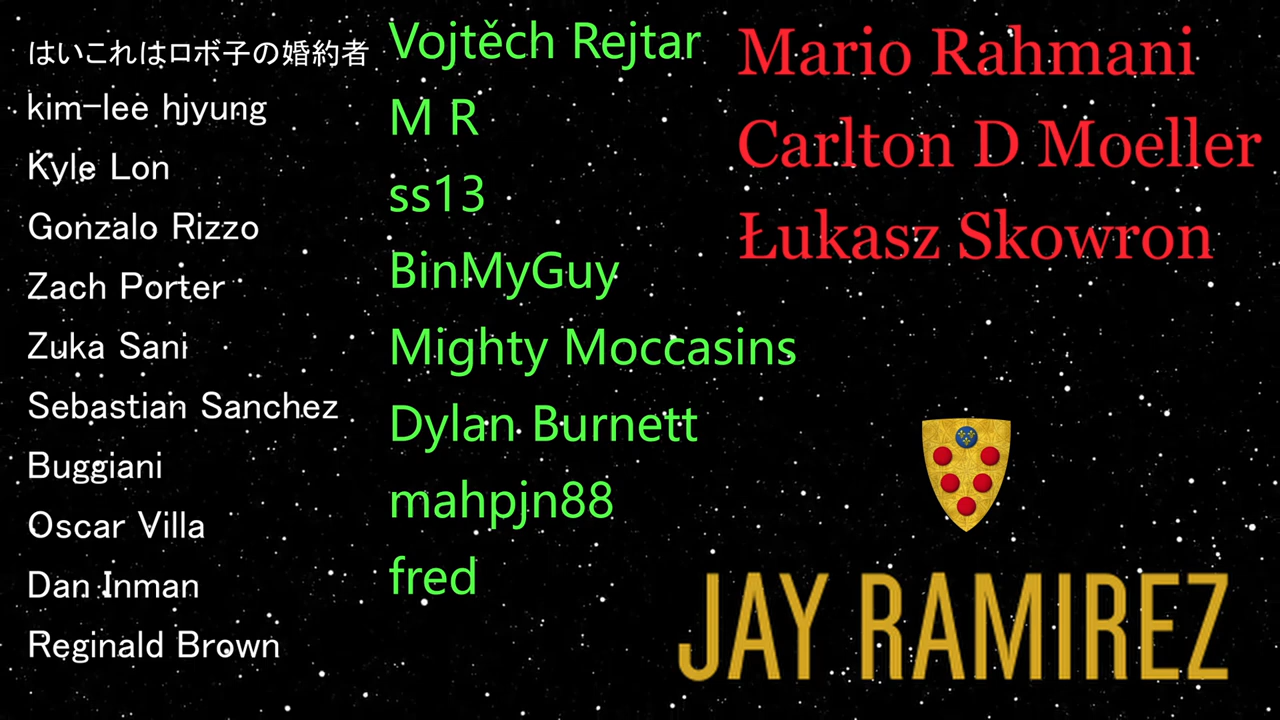 はいこれはロボ子の婚約者
kim-lee hjyung
Kyle Lon
Gonzalo Rizzo
Zach Porter
Zuka Sani
Sebastian Sanchez
Buggiani
Oscar Villa
Dan Inman
Reginald Brown
Vojtěch Rejtar
M R
ss13
BinMyGuy
Mighty Moccasins
Dylan Burnett
mahpjn88
fred
Mario Rahmani
Carlton D Moeller
Łukasz Skowron
JAY RAMIREZ